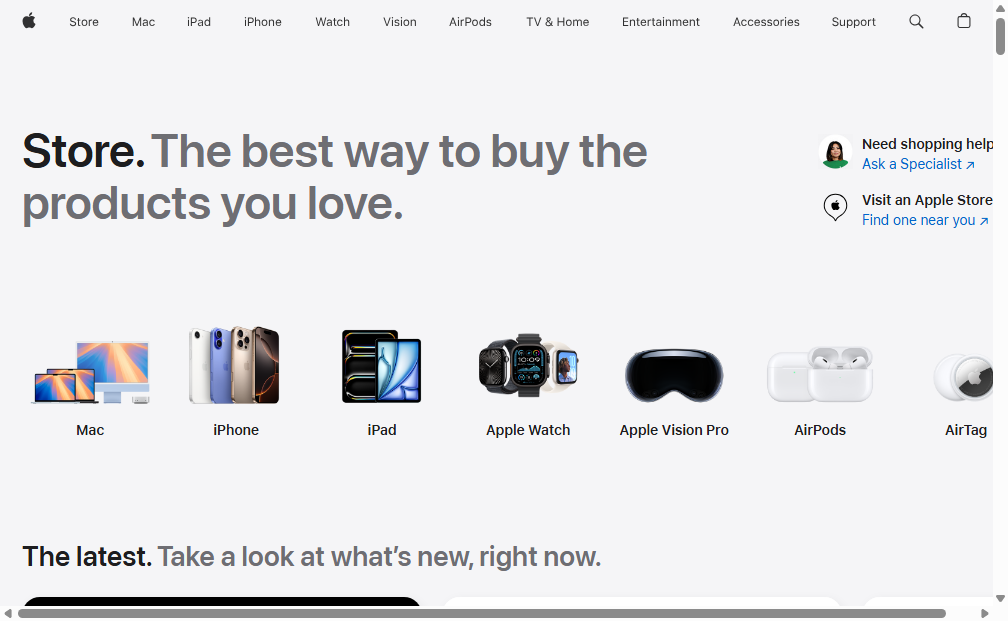 Store Mac iPad iPhone Watch Vision AirPods TV & Home Entertainment Accessories Support
Store. The best way to buy the
products you love.
Need shopping help
Ask a Specialist ↗
Visit an Apple Store
Find one near you ↗
Mac iPhone iPad Apple Watch Apple Vision Pro AirPods AirTag
The latest. Take a look at what’s new, right now.